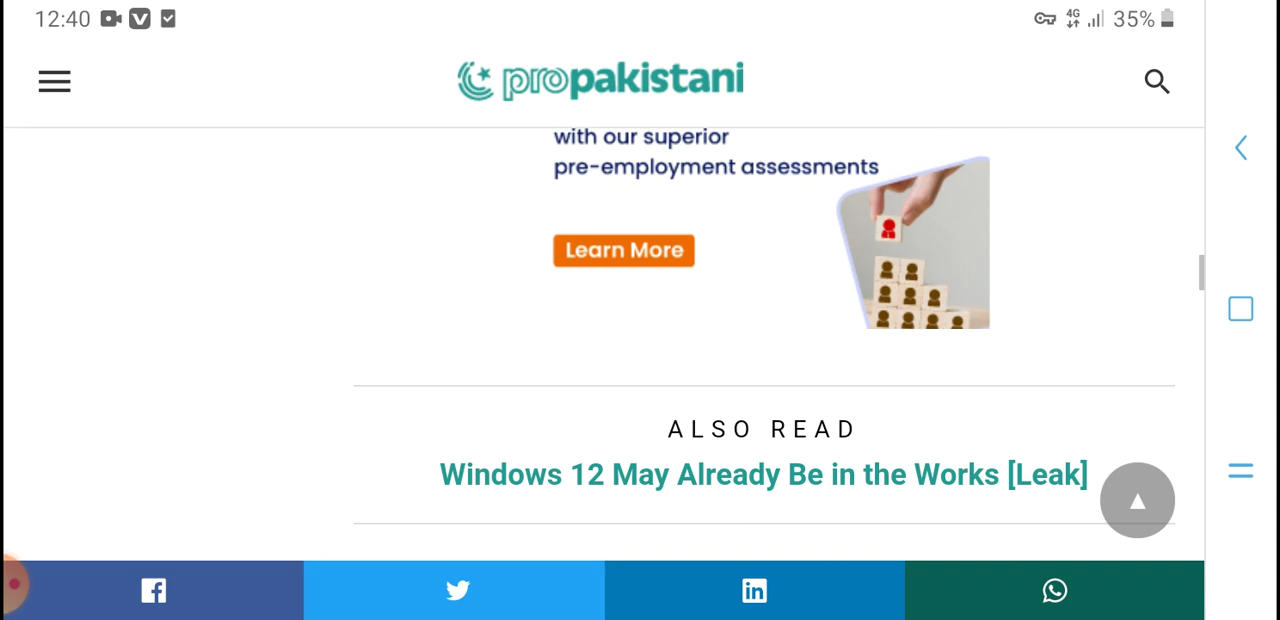 12:40
4G
35%
propakistani
with our superior
pre-employment assessments
Learn More
ALSO READ
Windows 12 May Already Be in the Works [Leak]